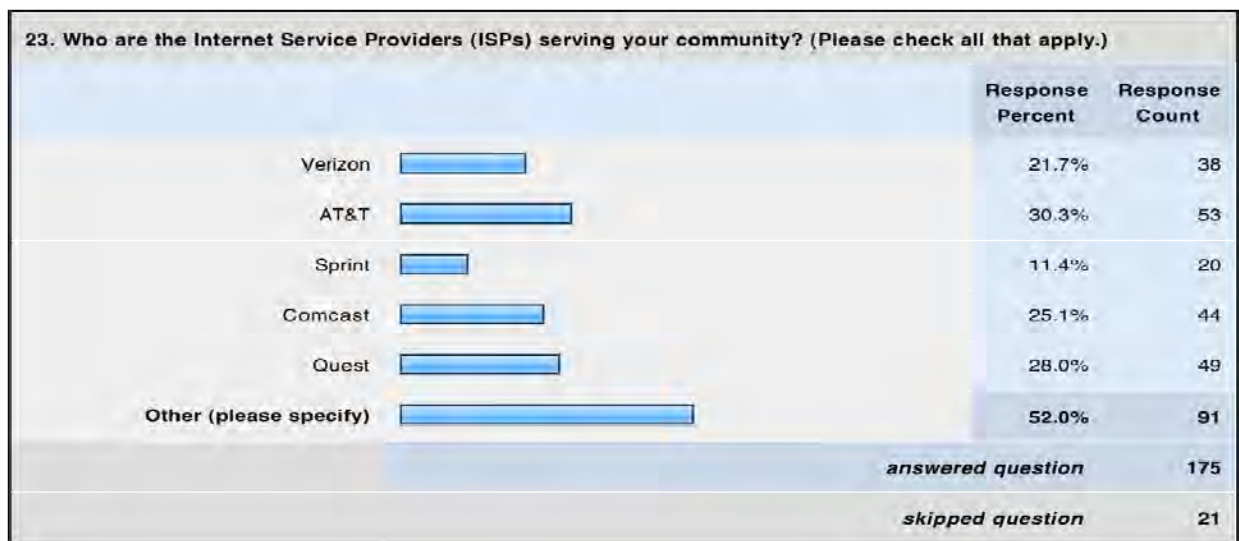 23. Who are the Internet Service Providers (ISPs) serving your community? (Please check all that apply.)
Response Percent Response Count
Verizon 21.7% 38
AT&T 30.3% 53
Sprint 11.4% 20
Comcast 25.1% 44
Quest 28.0% 49
Other (please specify) 52.0% 91
answered question 175
skipped question 21